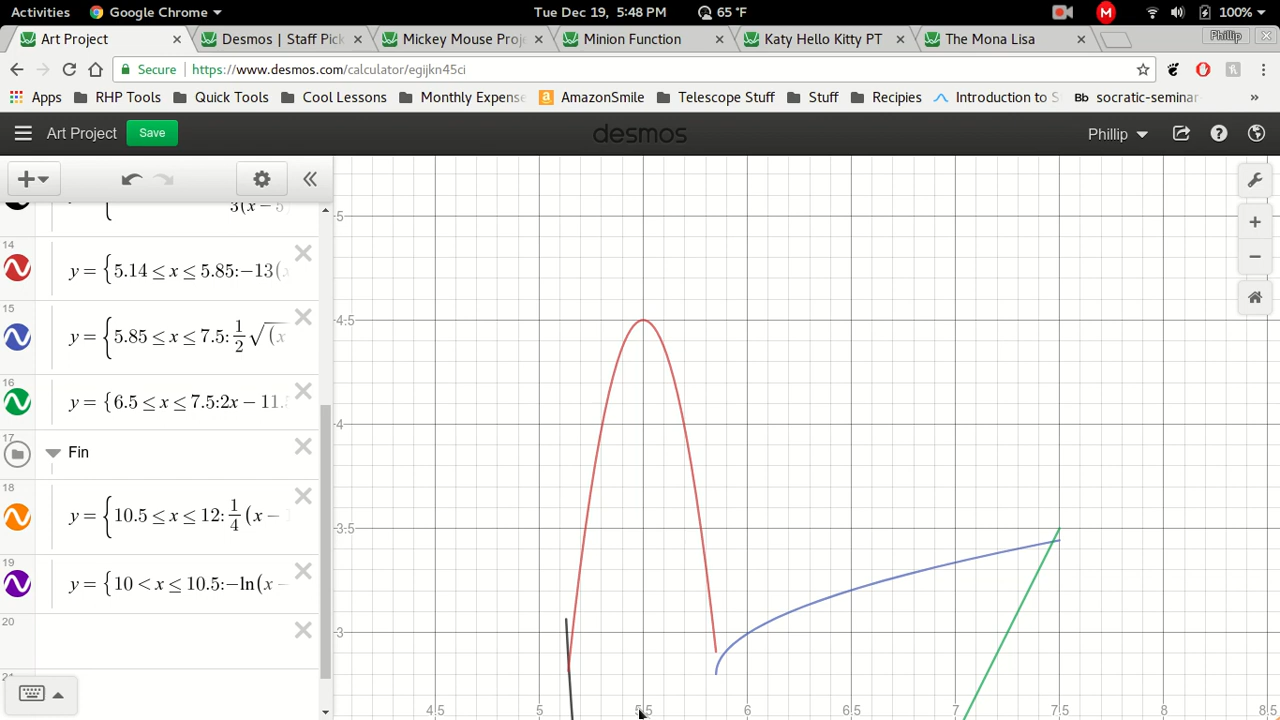 Activities Google Chrome Tue Dec 19, 5:48 PM 65 °F M 100%
Art Project Desmos | Staff Pick Mickey Mouse Proj Minion Function Katy Hello Kitty PT The Mona Lisa Phillip
Secure https://www.desmos.com/calculator/egijkn45ci
Apps RHP Tools Quick Tools Cool Lessons Monthly Expense AmazonSmile Telescope Stuff Stuff Recipies Introduction to S Bb socratic-seminar »
Art Project Save desmos Phillip
3(x − 5
14
y = {5.14 ≤ x ≤ 5.85: −13(x
15
y = {5.85 ≤ x ≤ 7.5: 1/2 √(x
16
y = {6.5 ≤ x ≤ 7.5: 2x − 11.
17
Fin
18
y = {10.5 ≤ x ≤ 12: 1/4 (x −
19
y = {10 < x ≤ 10.5: −ln(x −
20
5
4.5
4
3.5
3
4.5 5 5.5 6 6.5 7 7.5 8 8.5